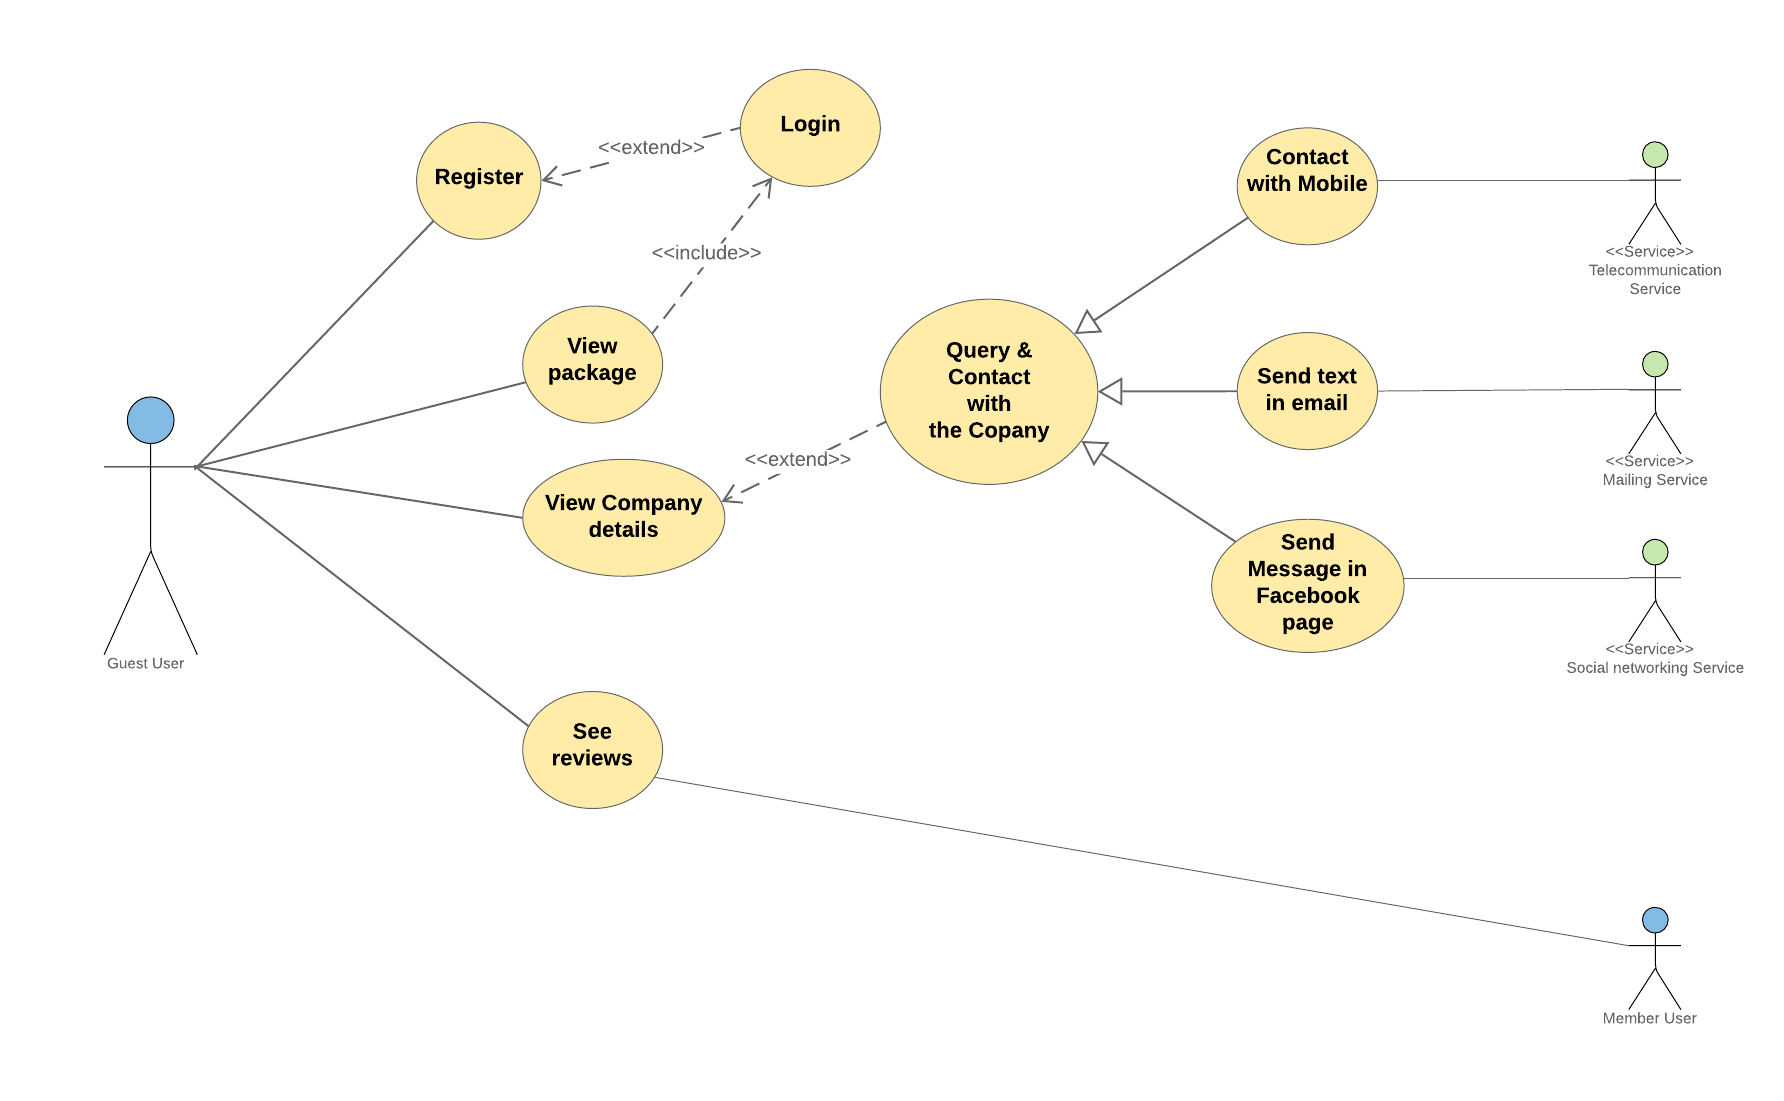 Login
<<extend>>
Register
Contact
with Mobile
<<include>>
<<Service>>
Telecommunication
Service
View
package
Query &
Contact
with
the Copany
Send text
in email
<<Service>>
Mailing Service
<<extend>>
View Company
details
Send
Message in
Facebook
page
<<Service>>
Social networking Service
Guest User
See
reviews
Member User